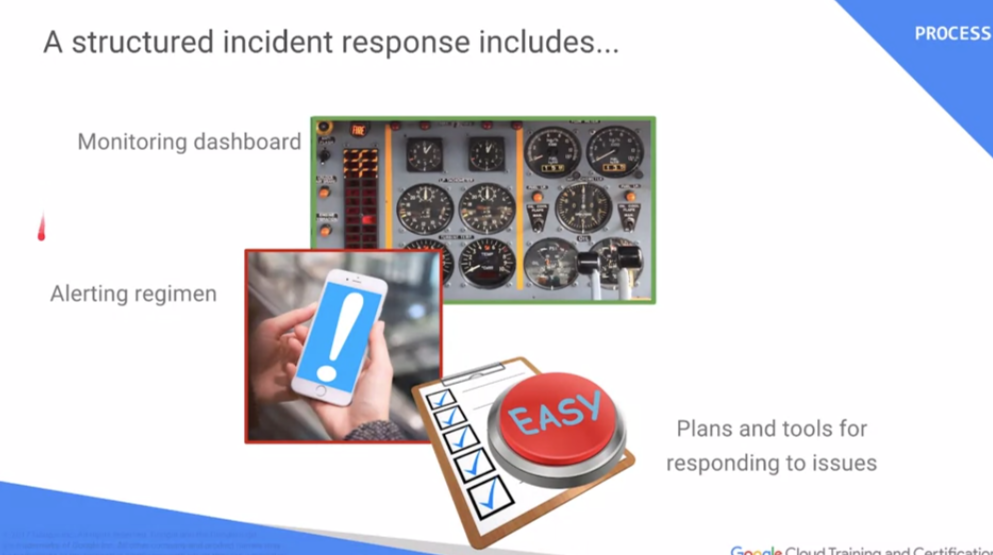 A structured incident response includes...
PROCESS
Monitoring dashboard
FIRE
Alerting regimen
!
EASY
Plans and tools for
responding to issues
Google Cloud Training and Certification